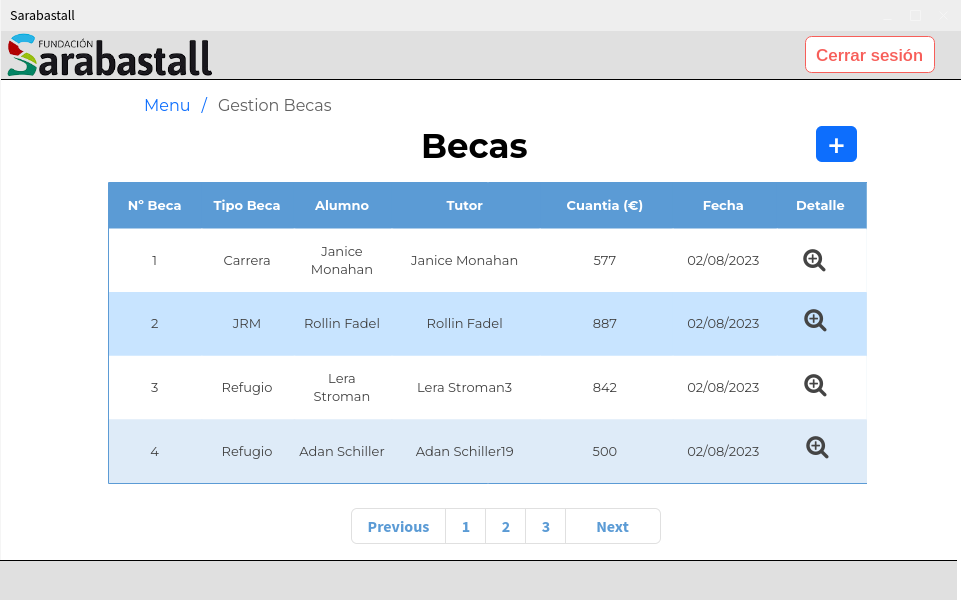 Sarabastall
FUNDACIÓN
Sarabastall
Cerrar sesión
Menu / Gestion Becas
Becas
+
Nº Beca Tipo Beca Alumno Tutor Cuantia (€) Fecha Detalle
1 Carrera Janice Monahan Janice Monahan 577 02/08/2023
2 JRM Rollin Fadel Rollin Fadel 887 02/08/2023
3 Refugio Lera Stroman Lera Stroman3 842 02/08/2023
4 Refugio Adan Schiller Adan Schiller19 500 02/08/2023
Previous 1 2 3 Next